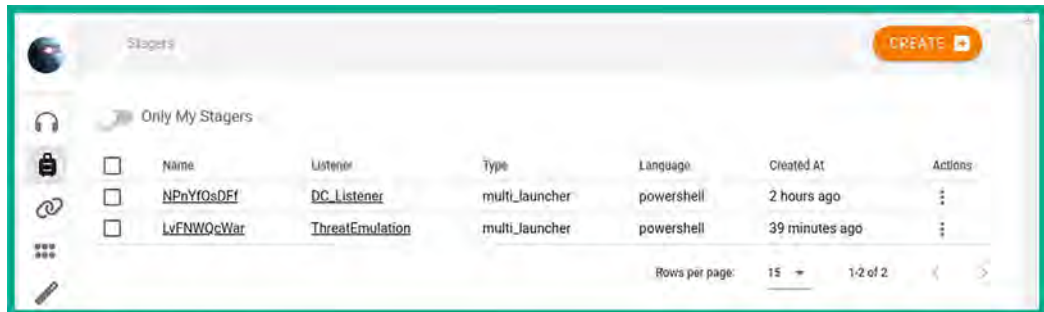 Stagers CREATE
Only My Stagers
Name Listener Type Language Created At Actions
NPnYfOsDFf DC_Listener multi_launcher powershell 2 hours ago
LvFNWQcWar ThreatEmulation multi_launcher powershell 39 minutes ago
Rows per page: 15 1-2 of 2